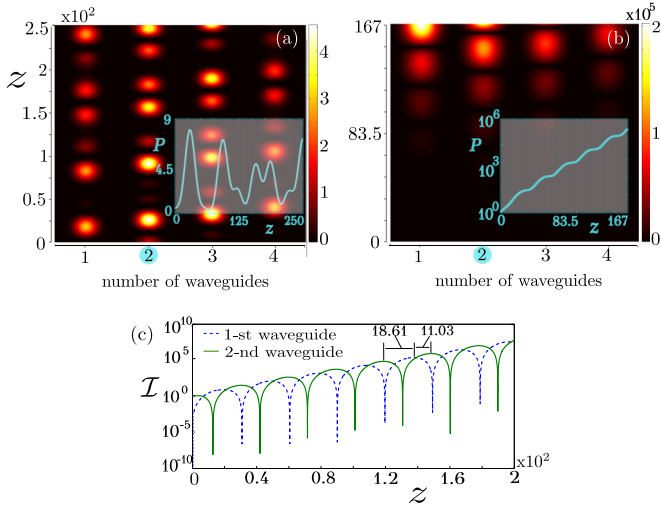 (a)
x10²
2.5
2
1.5
1
0.5
0
z
4
3
2
1
0
P
9
4.5
0
0
125
250
z
1
2
3
4
number of waveguides
(b)
x10⁵
167
83.5
0
2
1
0
P
10⁶
10³
10⁰
0
83.5
167
z
1
2
3
4
number of waveguides
(c)
1-st waveguide
2-nd waveguide
18.61
11.03
I
10¹⁰
10⁵
10⁰
10⁻⁵
10⁻¹⁰
0
0.4
0.8
1.2
1.6
2
x10²
z